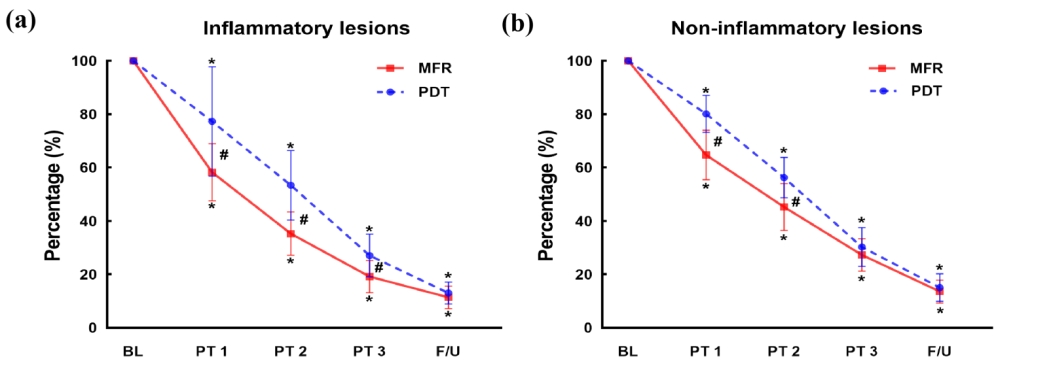 (a)
Inflammatory lesions
Percentage (%)
100
80
60
40
20
0
MFR
PDT
*
*
#
*
*
#
*
*
#
*
*
BL PT 1 PT 2 PT 3 F/U
(b)
Non-inflammatory lesions
Percentage (%)
100
80
60
40
20
0
MFR
PDT
*
#
*
*
#
*
*
*
*
*
BL PT 1 PT 2 PT 3 F/U